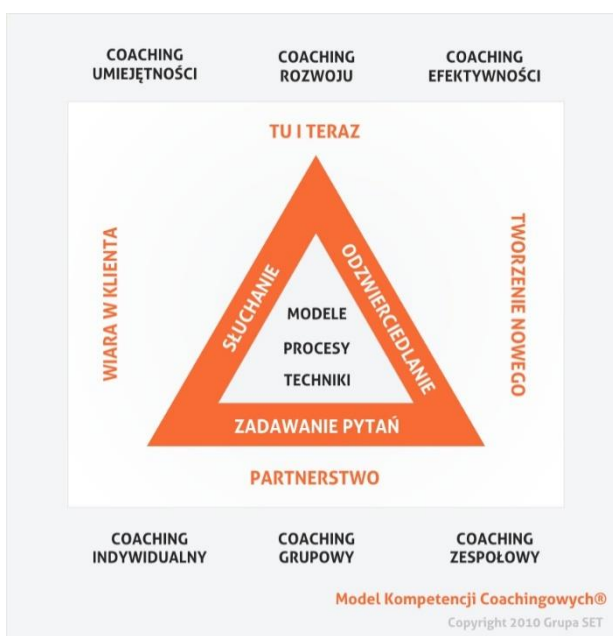 COACHING
UMIEJĘTNOŚCI
COACHING
ROZWOJU
COACHING
EFEKTYWNOŚCI
TU I TERAZ
WIARA W KLIENTA
SŁUCHANIE
ODZWIERCIEDLANIE
TWORZENIE NOWEGO
MODELE
PROCESY
TECHNIKI
ZADAWANIE PYTAŃ
PARTNERSTWO
COACHING
INDYWIDUALNY
COACHING
GRUPOWY
COACHING
ZESPOŁOWY
Model Kompetencji Coachingowych®
Copyright 2010 Grupa SET